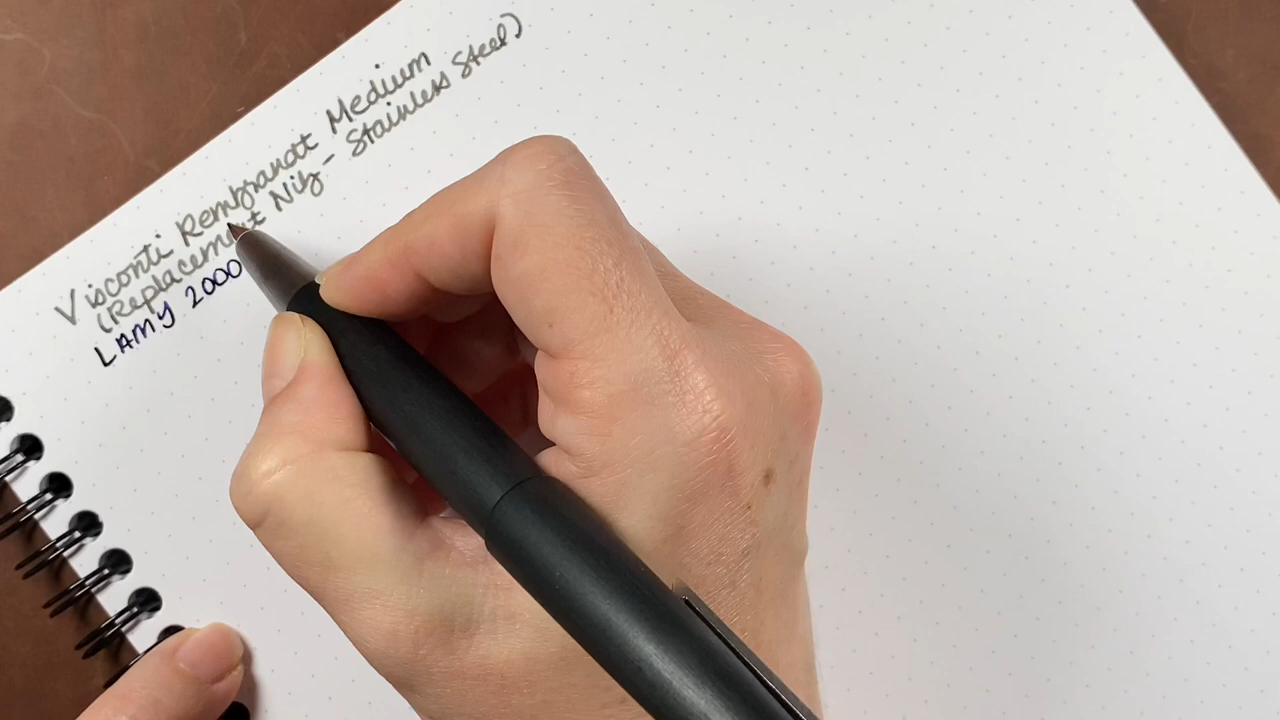 Visconti Rembrandt Medium
(Replacement Nib - Stainless Steel)
LAMY 2000